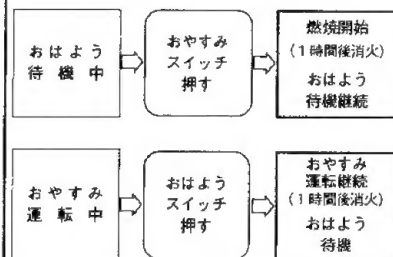 おはよう
待機中
おやすみ
スイッチ
押す
燃焼開始
(1時間後消火)
おはよう
待機継続
おやすみ
運転中
おはよう
スイッチ
押す
おやすみ
運転継続
(1時間後消火)
おはよう
待機